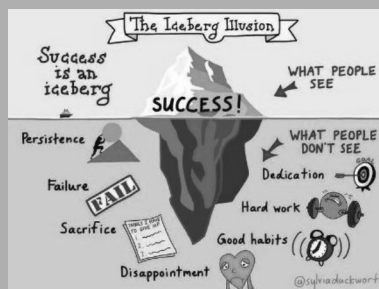 The Iceberg Illusion
Success
is an
iceberg
WHAT PEOPLE
SEE
SUCCESS!
WHAT PEOPLE
DON'T SEE
Persistence
Dedication
Failure
FAIL
Hard work
Sacrifice
Good habits
Disappointment
@sylviaduckwort